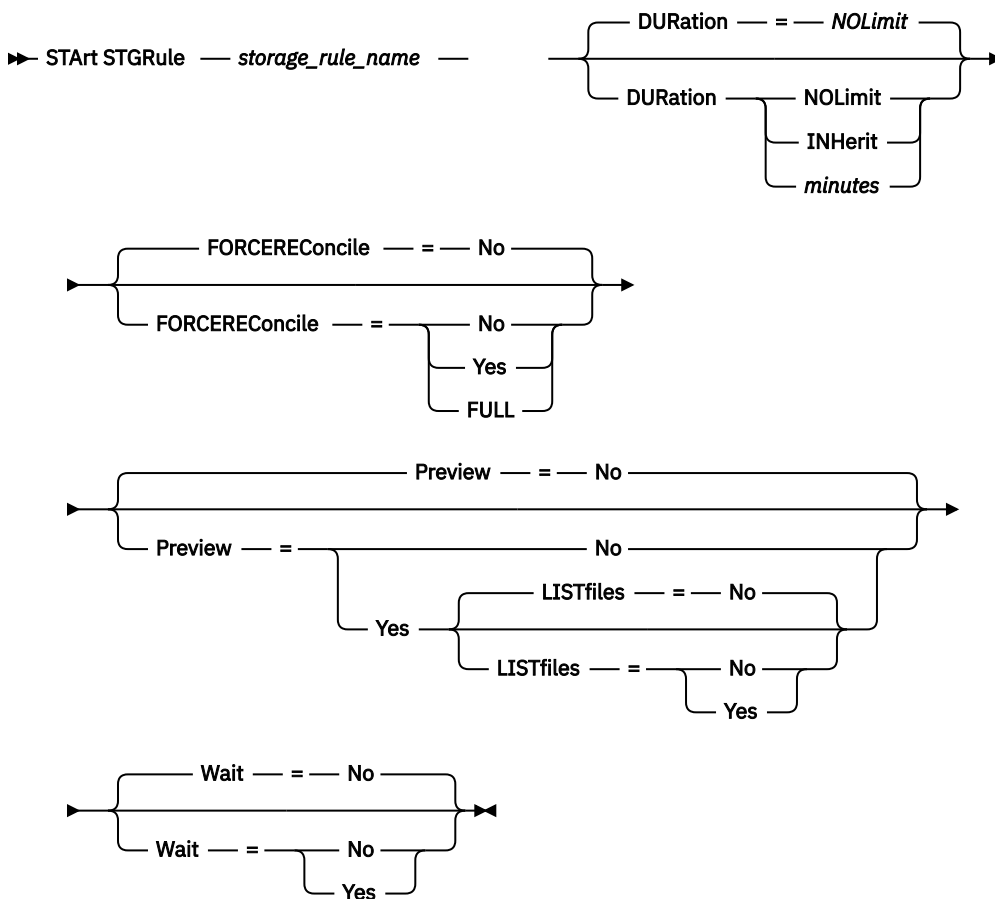 DURation = NOLimit
STArt STGRule storage_rule_name
DURation NOLimit
INHerit
minutes
FORCEREConcile = No
FORCEREConcile = No
Yes
FULL
Preview = No
Preview = No
LISTfiles = No
Yes
LISTfiles = No
Yes
Wait = No
Wait = No
Yes